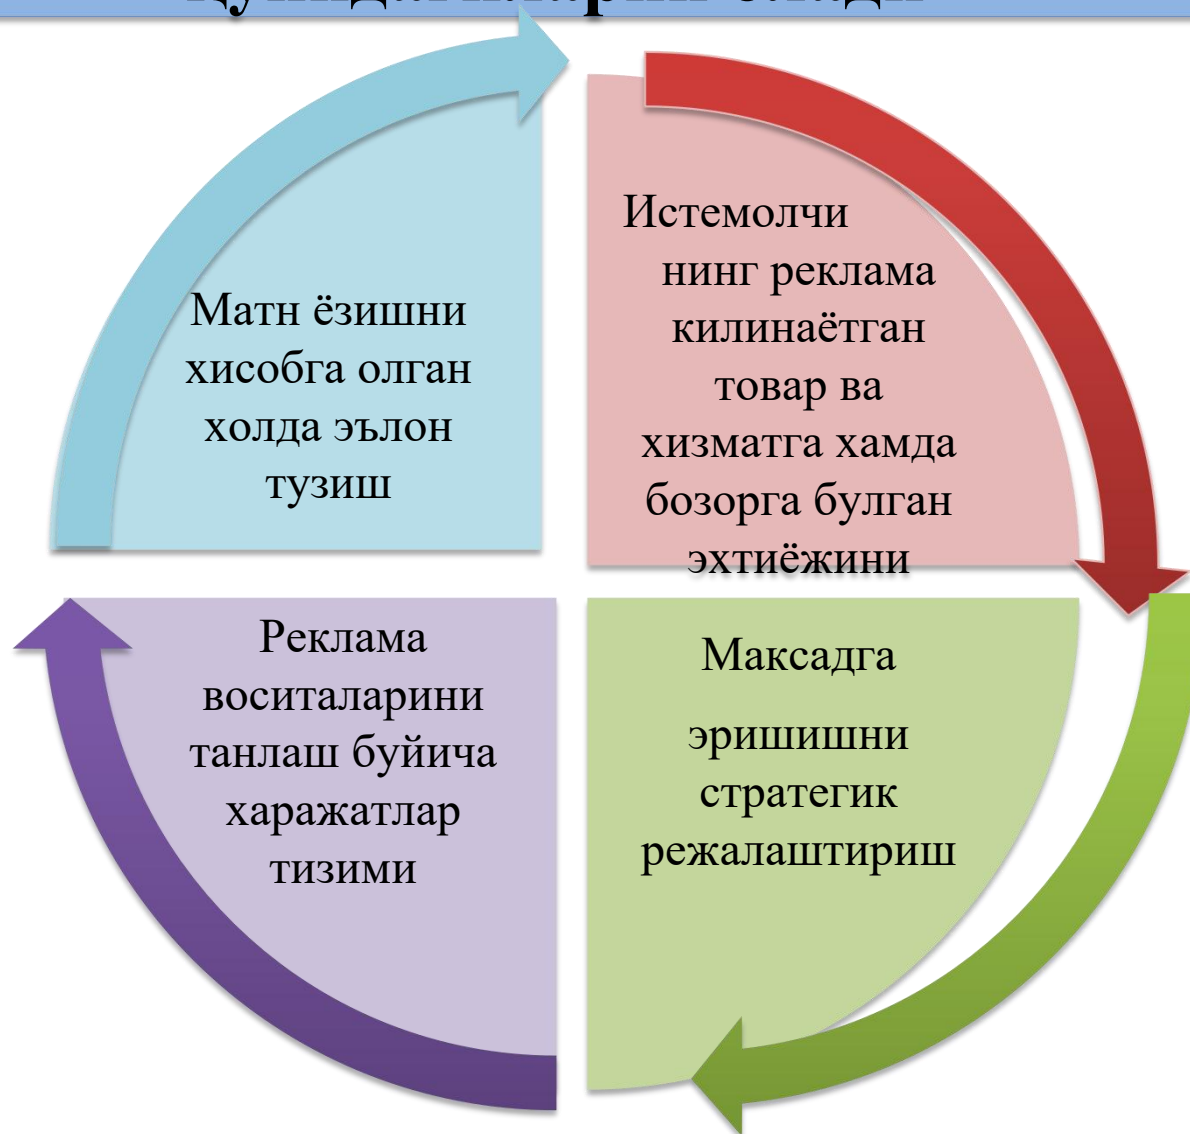 Истемолчи
нинг реклама
килинаётган
товар ва
хизматга хамда
бозорга булган
эхтиёжини
Максадга
эришишни
стратегик
режалаштириш
Реклама
воситаларини
танлаш буйича
харажатлар
тизими
Матн ёзишни
хисобга олган
холда эълон
тузиш